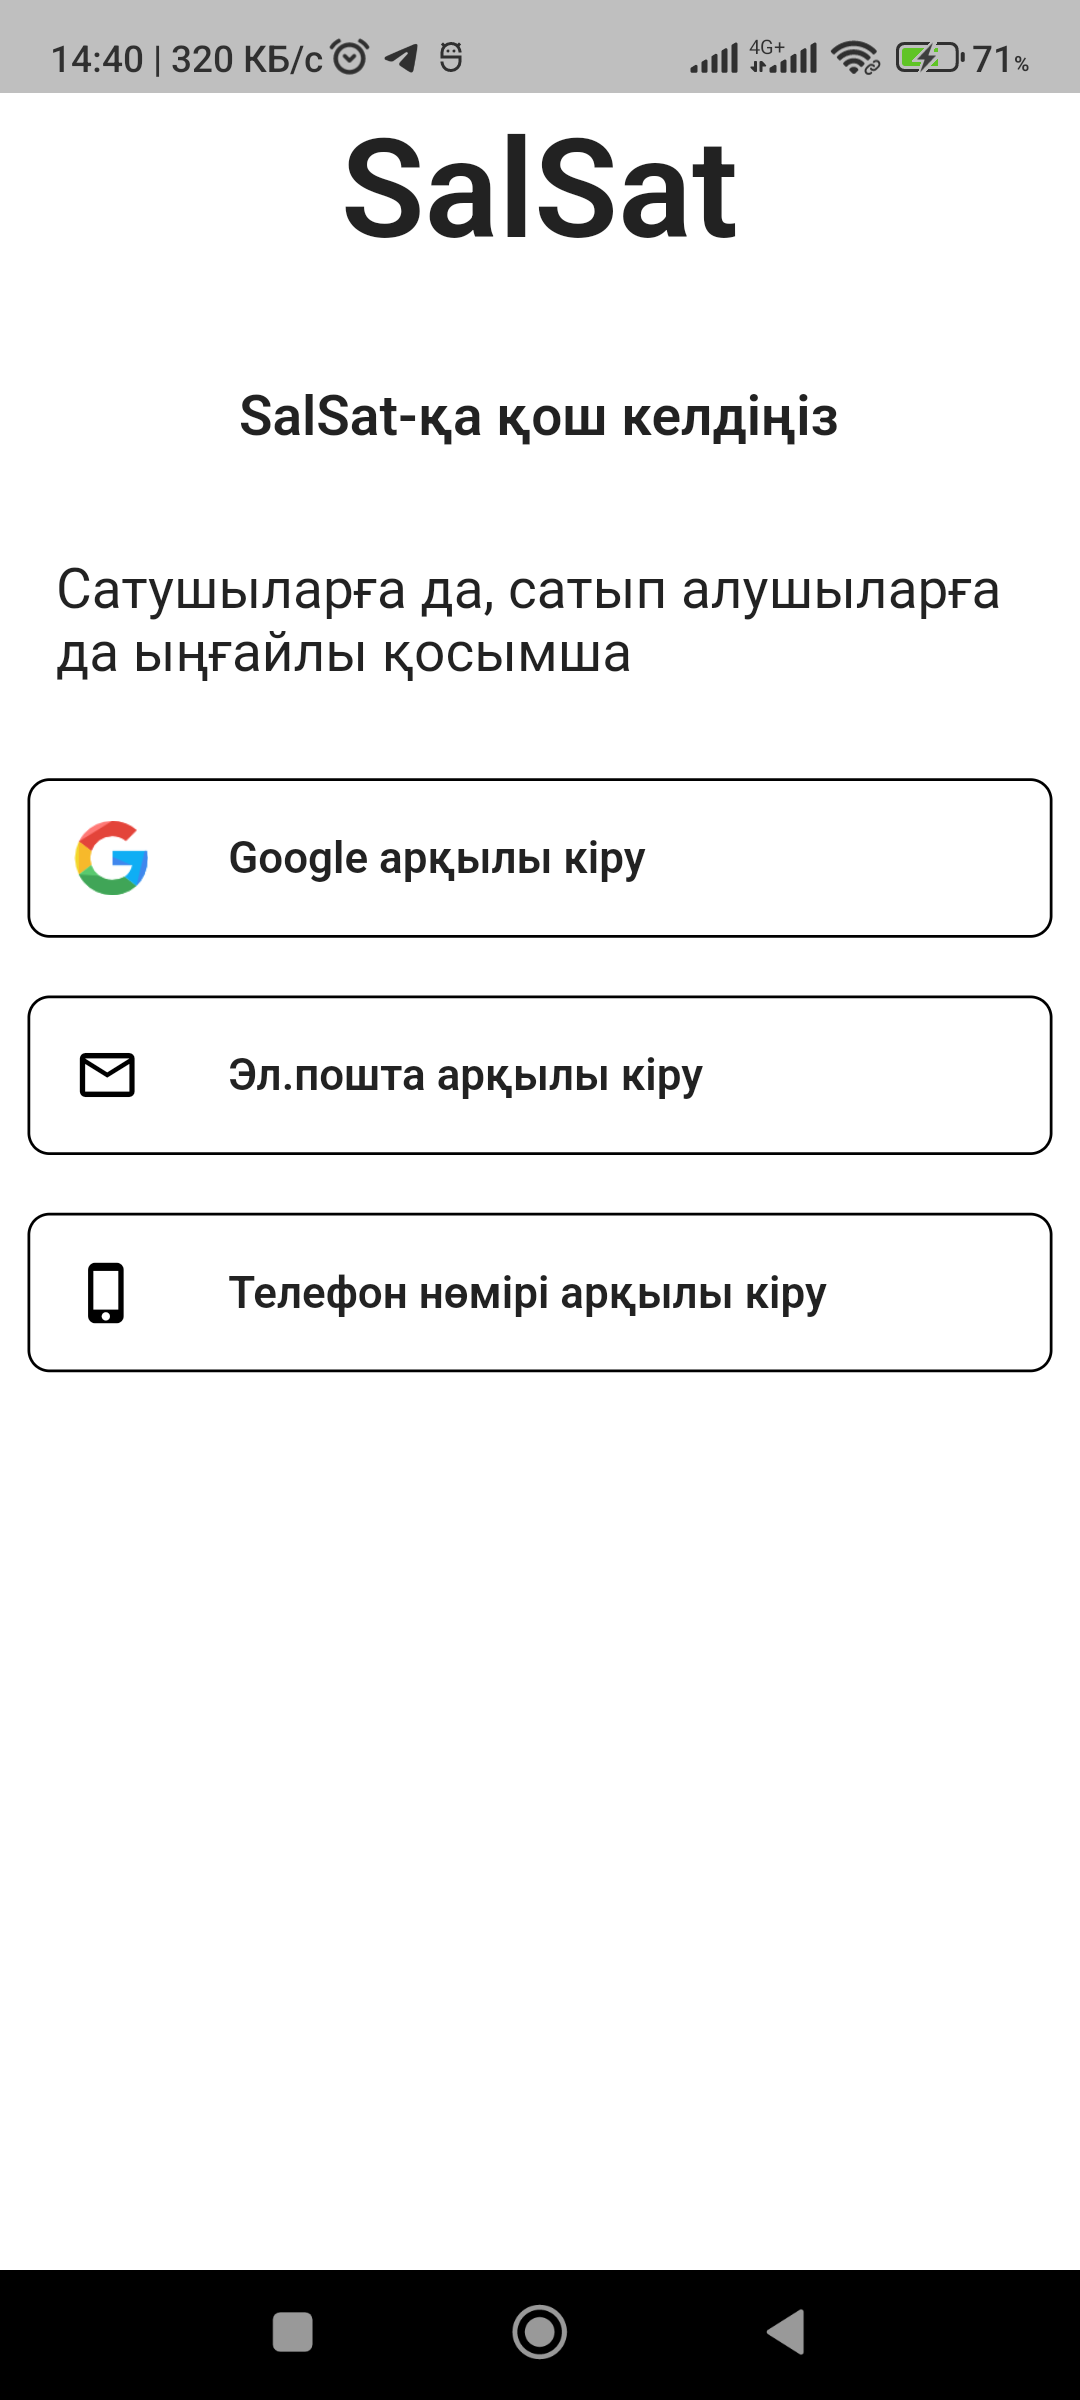 14:40 | 320 КБ/с 4G+ 71%
SalSat
SalSat-қа қош келдіңіз
Сатушыларға да, сатып алушыларға
да ыңғайлы қосымша
Google арқылы кіру
Эл.пошта арқылы кіру
Телефон нөмірі арқылы кіру